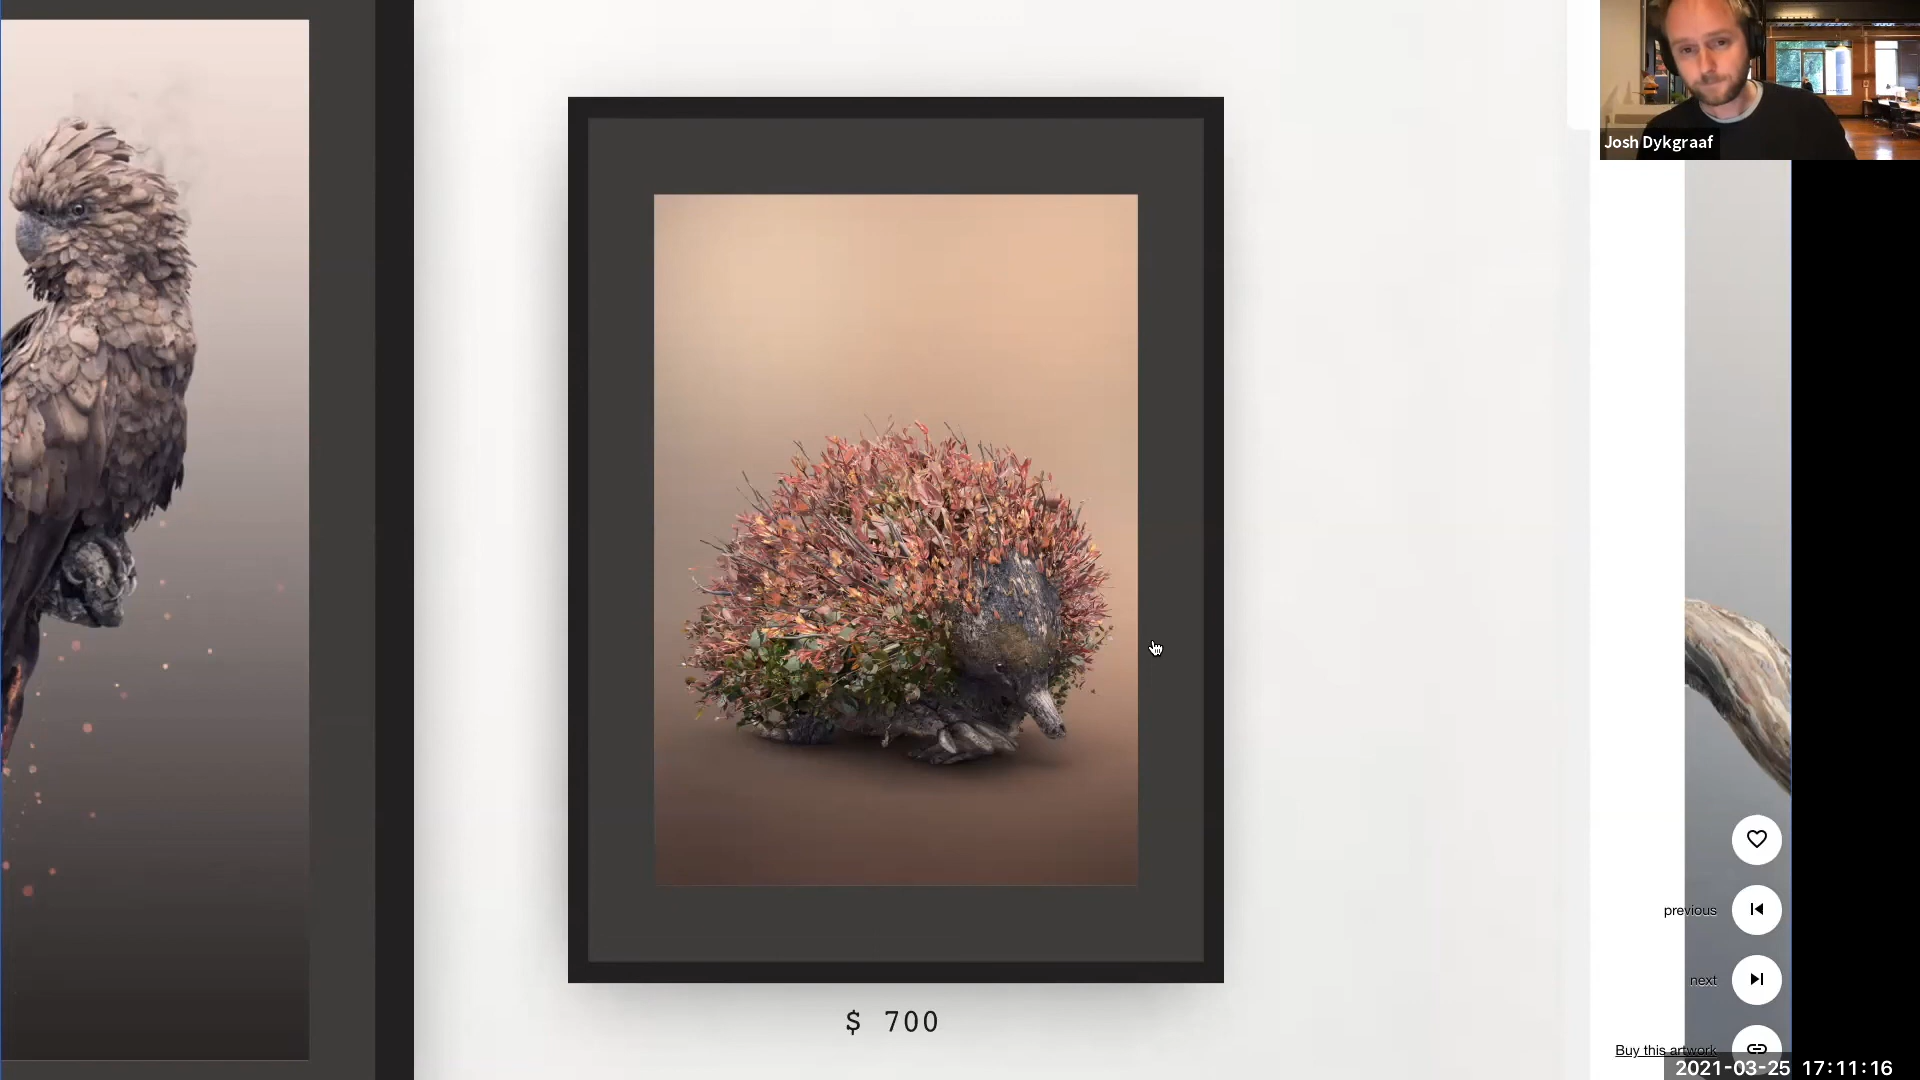 Josh Dykgraaf
$ 700
previous
next
Buy this artwork
2021-03-25 17:11:16